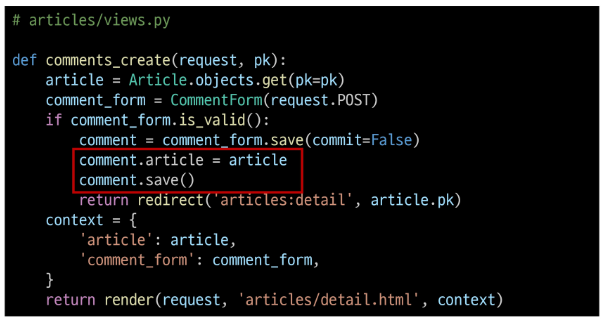 # articles/views.py
def comments_create(request, pk):
    article = Article.objects.get(pk=pk)
    comment_form = CommentForm(request.POST)
    if comment_form.is_valid():
        comment = comment_form.save(commit=False)
        comment.article = article
        comment.save()
        return redirect('articles:detail', article.pk)
    context = {
        'article': article,
        'comment_form': comment_form,
    }
    return render(request, 'articles/detail.html', context)